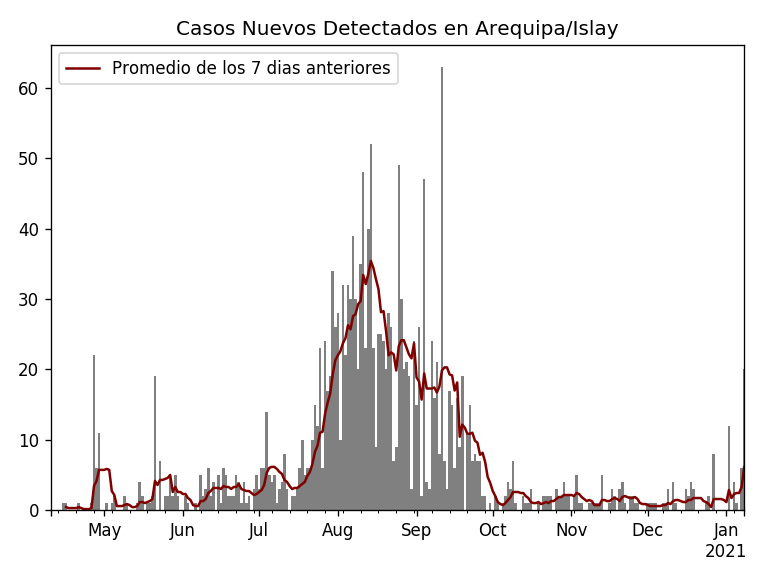 Casos Nuevos Detectados en Arequipa/Islay
Promedio de los 7 dias anteriores
60
50
40
30
20
10
0
May Jun Jul Aug Sep Oct Nov Dec Jan
2021